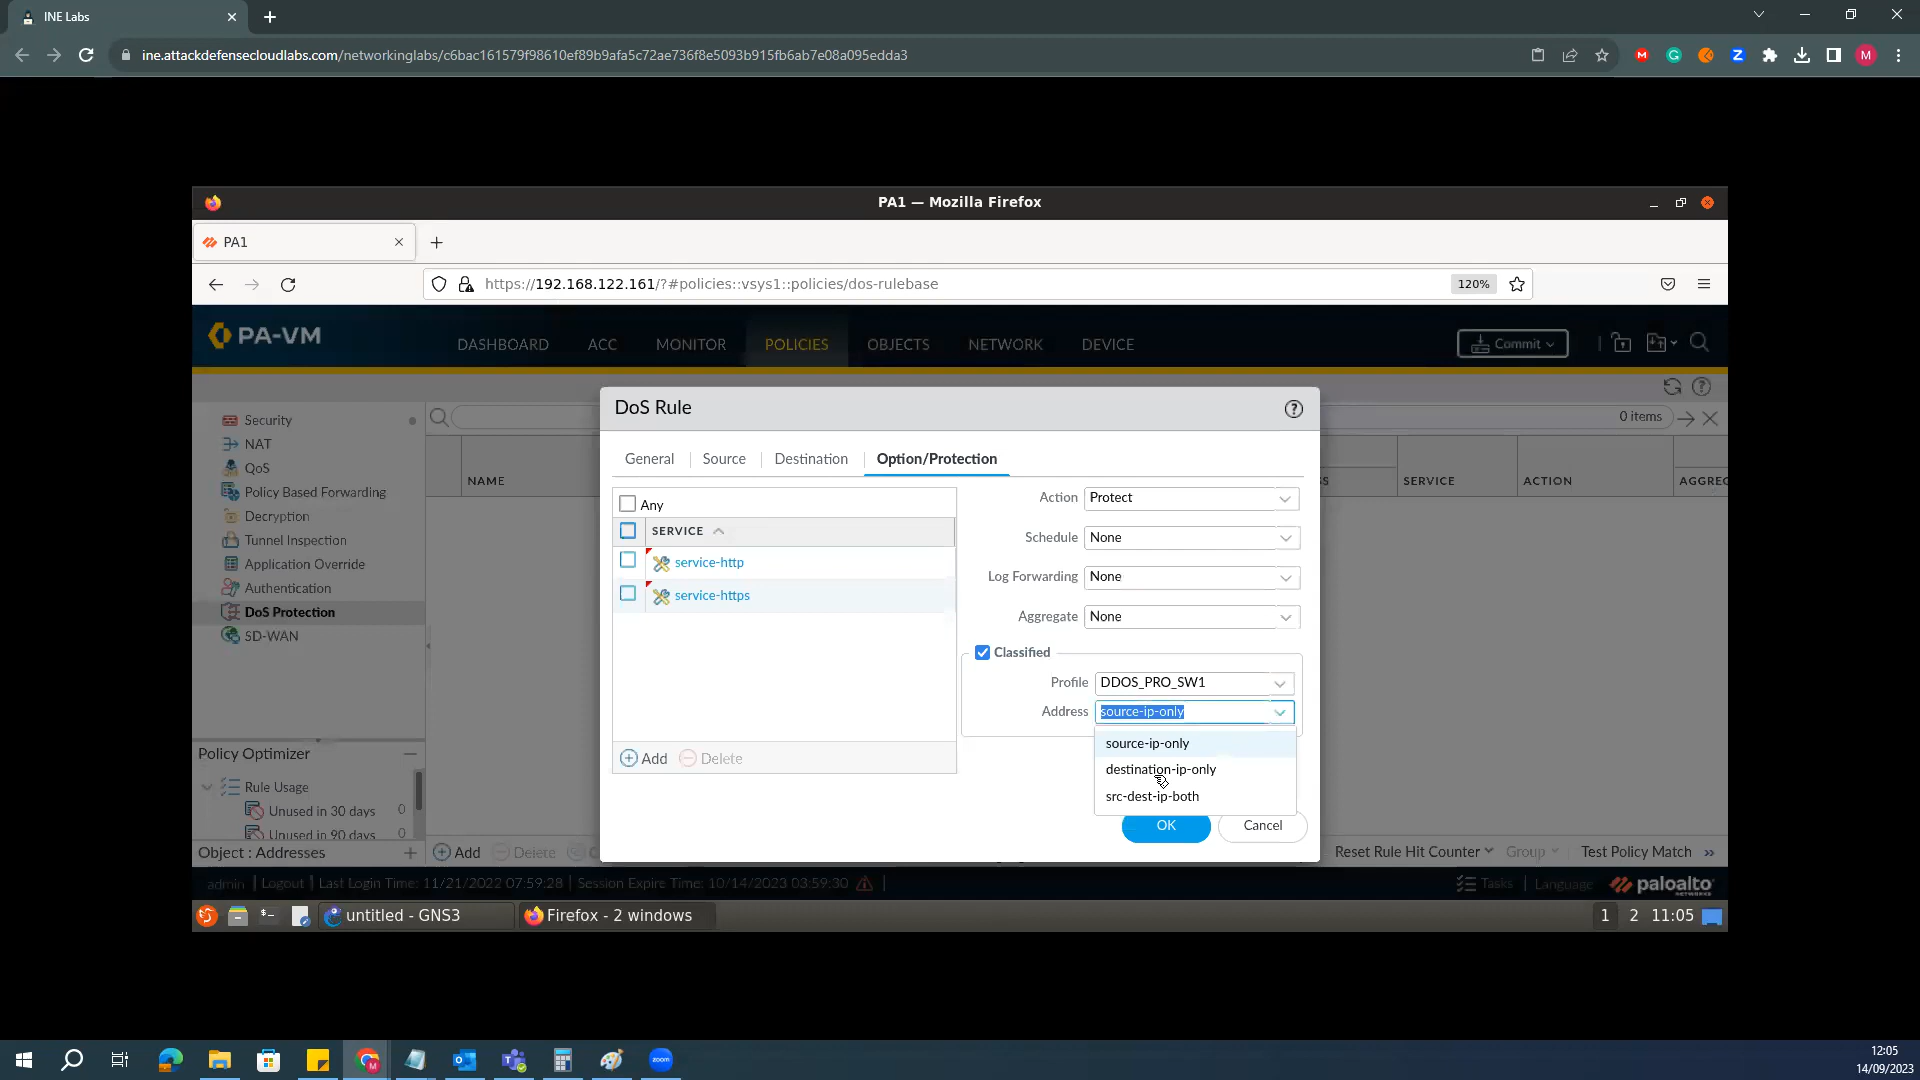 INE Labs
ine.attackdefensecloudlabs.com/networkinglabs/c6bac161579f98610ef89b9afa5c72ae736f8e5093b915fb6ab7e08a095edda3
PA1 — Mozilla Firefox
PA1
https://192.168.122.161/?#policies::vsys1::policies/dos-rulebase
120%
PA-VM
DASHBOARD
ACC
MONITOR
POLICIES
OBJECTS
NETWORK
DEVICE
Commit
Security
NAT
QoS
Policy Based Forwarding
Decryption
Tunnel Inspection
Application Override
Authentication
DoS Protection
SD-WAN
0 items
NAME
SERVICE
ACTION
DoS Rule
General
Source
Destination
Option/Protection
Any
SERVICE
service-http
service-https
Add
Delete
Action
Protect
Schedule
None
Log Forwarding
None
Aggregate
None
Classified
Profile
DDOS_PRO_SW1
Address
source-ip-only
source-ip-only
destination-ip-only
src-dest-ip-both
OK
Cancel
Policy Optimizer
Rule Usage
Unused in 30 days 0
Unused in 90 days 0
Object : Addresses
Add
Delete
Reset Rule Hit Counter
Group
Test Policy Match
admin | Logout | Last Login Time: 11/21/2022 07:59:28 | Session Expire Time: 10/14/2023 03:59:30
Tasks | Language
paloalto
NETWORKS
untitled - GNS3
Firefox - 2 windows
1 2 11:05
zoom
12:05
14/09/2023